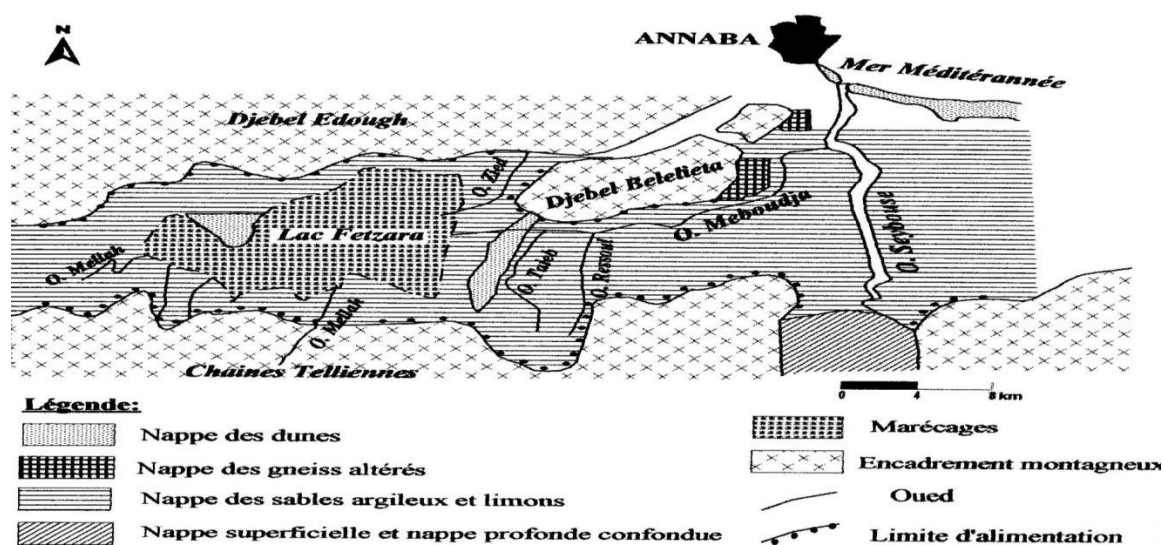 N
ANNABA
Mer Méditérannée
Djebel Edough
O. Zied
Djebel Belelieta
O. Meboudja
O. Seybouse
Lac Fetzara
O. Mellah
O. Taieb
O. Ressoul
O. Mellah
Chaines Telliennes
0 4 8 km
Légende:
Nappe des dunes
Nappe des gneiss altérés
Nappe des sables argileux et limons
Nappe superficielle et nappe profonde confondue
Marécages
Encadrement montagneux
Oued
Limite d'alimentation